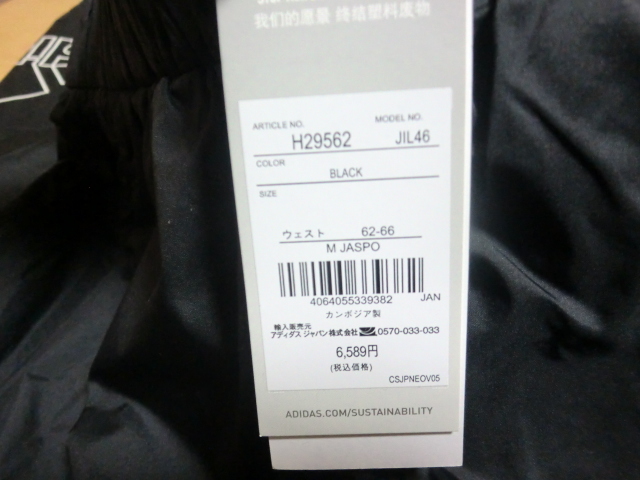 我们的愿景 终结塑料废物
ARTICLE NO. MODEL NO.
H29562 JIL46
COLOR
BLACK
SIZE
ウェスト 62-66
M JASPO
4064055339382 JAN
カンボジア製
輸入販売元
アディダス ジャパン株式会社 0570-033-033
6,589円
(税込価格)
CSJPNEOV05
ADIDAS.COM/SUSTAINABILITY